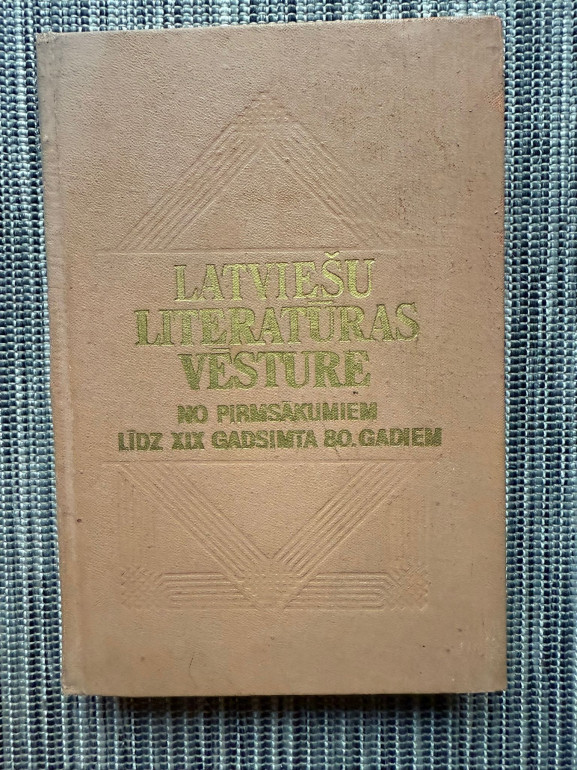 LATVIEŠU
LITERATŪRAS
VĒSTURE
NO PIRMSĀKUMIEM
LĪDZ XIX GADSIMTA 80. GADIEM